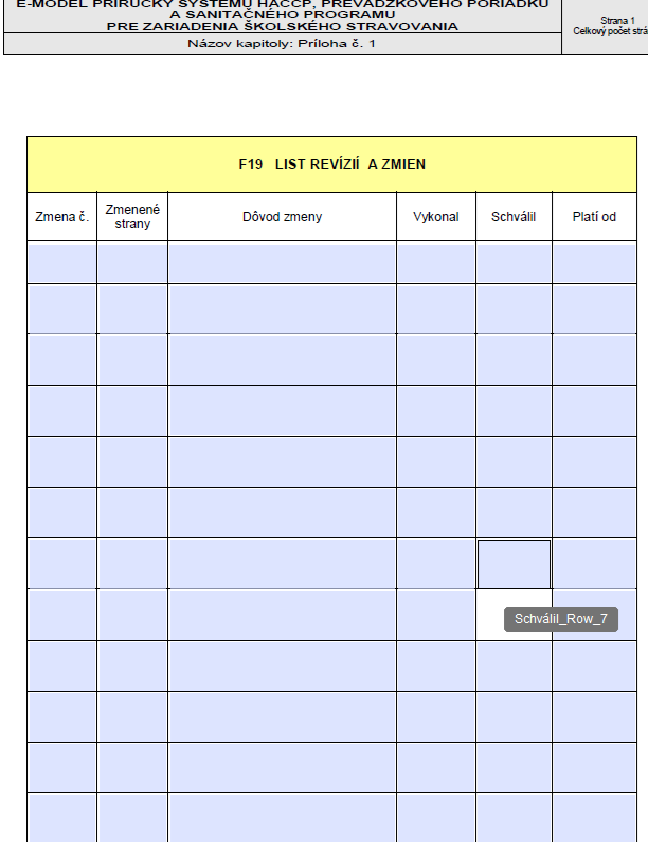 E-MODEL PRÍRUČKY SYSTÉMU HACCP, PREVÁDZKOVÉHO PORIADKU
A SANITAČNÉHO PROGRAMU
PRE ZARIADENIA ŠKOLSKÉHO STRAVOVANIA
Názov kapitoly: Príloha č. 1
Strana 1
Celkový počet strá
F19 LIST REVÍZIÍ A ZMIEN
Zmena č.
Zmenené
strany
Dôvod zmeny
Vykonal
Schválil
Platí od
Schválil_Row_7